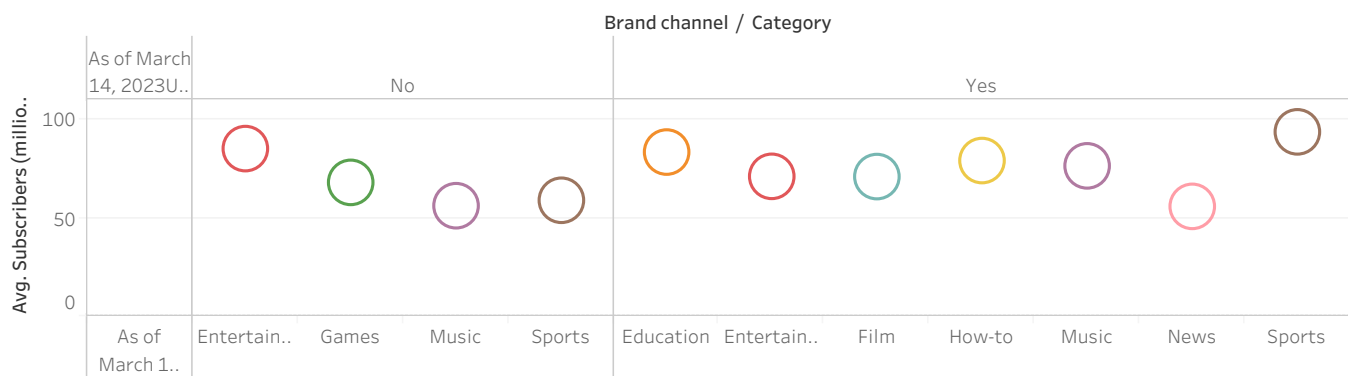 Brand channel / Category
As of March
14, 2023U..
No
Yes
Avg. Subscribers (millio..
100
50
0
As of
March 1..
Entertain..
Games
Music
Sports
Education
Entertain..
Film
How-to
Music
News
Sports